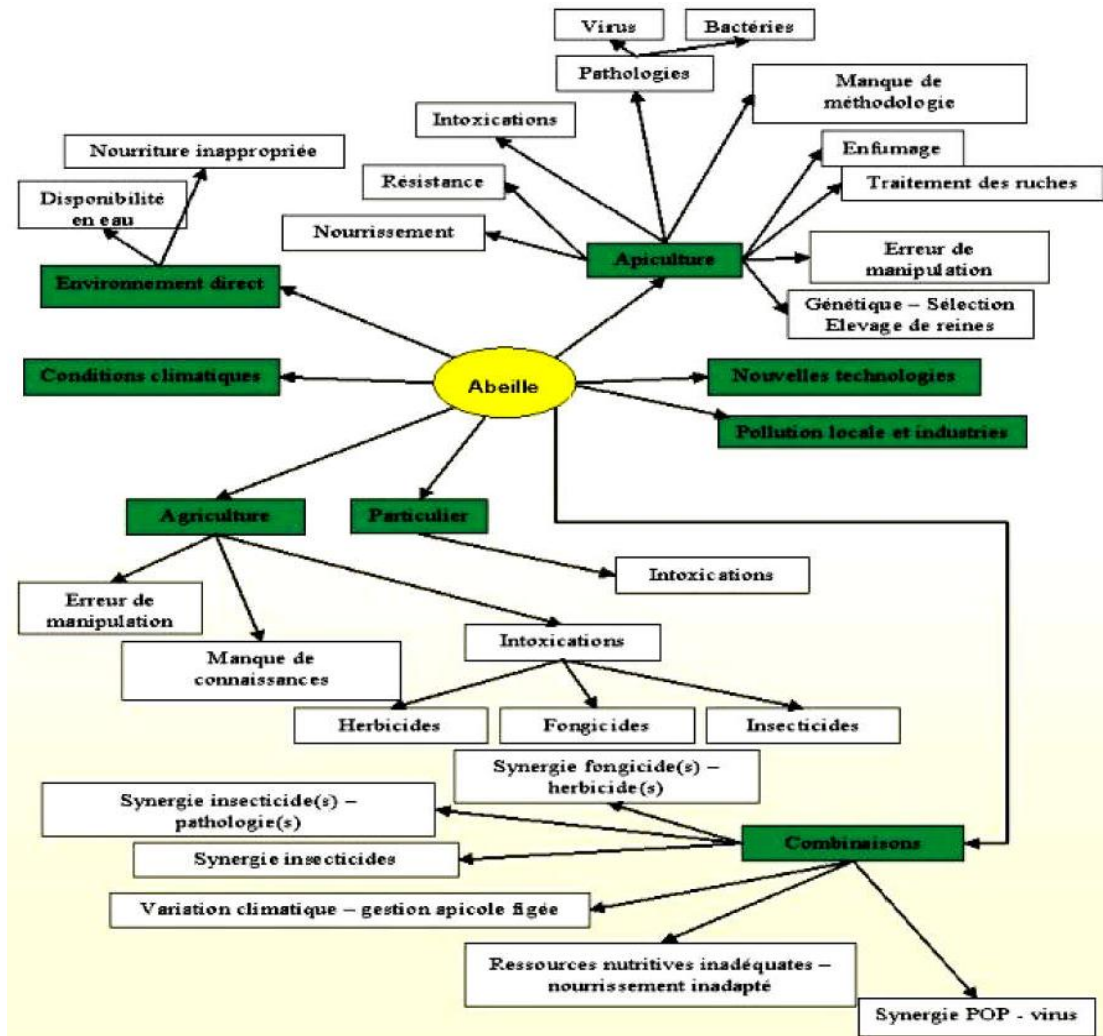 Virus
Bactéries
Pathologies
Manque de
méthodologie
Intoxications
Enfumage
Nourriture inappropriée
Résistance
Traitement des ruches
Disponibilité
en eau
Nourrissement
Apiculture
Erreur de
manipulation
Environnement direct
Génétique – Sélection
Elevage de reines
Conditions climatiques
Abeille
Nouvelles technologies
Pollution locale et industries
Agriculture
Particulier
Intoxications
Erreur de
manipulation
Intoxications
Manque de
connaissances
Herbicides
Fongicides
Insecticides
Synergie fongicide(s) –
herbicide(s)
Synergie insecticide(s) –
pathologie(s)
Combinaisons
Synergie insecticides
Variation climatique – gestion apicole figée
Ressources nutritives inadéquates –
nourrissement inadapté
Synergie POP - virus